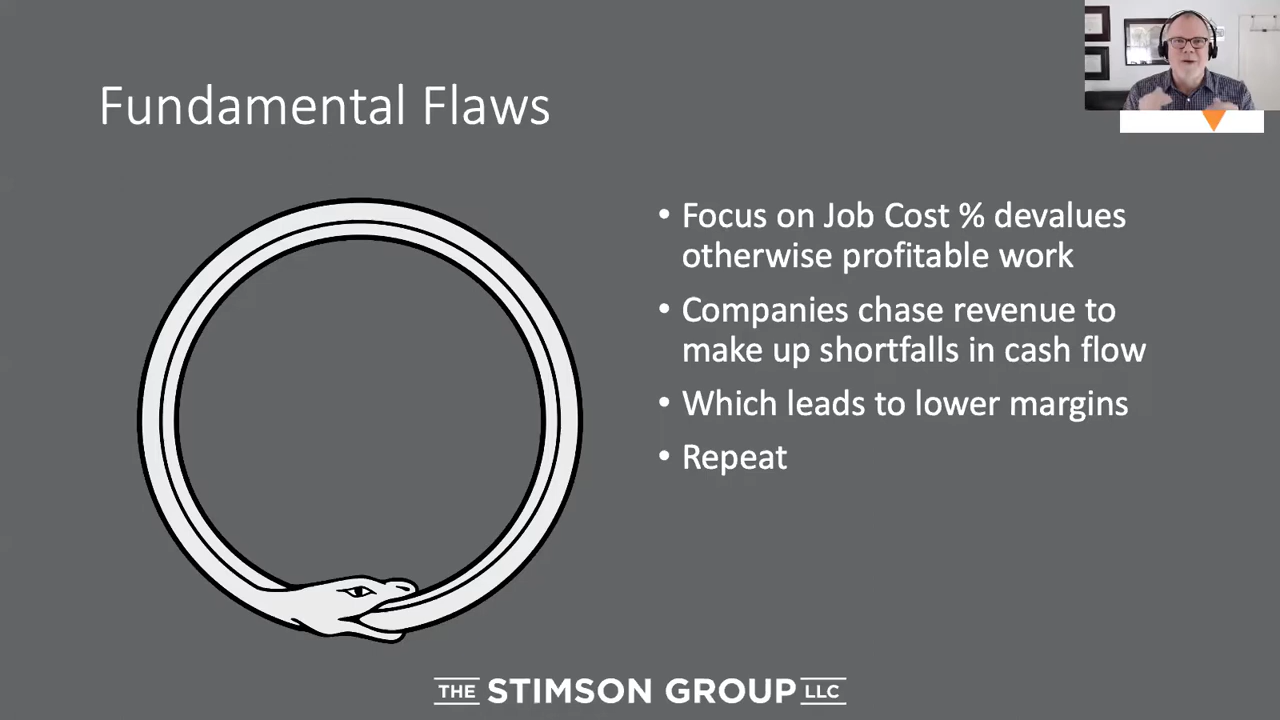 Fundamental Flaws
• Focus on Job Cost % devalues
otherwise profitable work
• Companies chase revenue to
make up shortfalls in cash flow
• Which leads to lower margins
• Repeat
THE STIMSON GROUP LLC